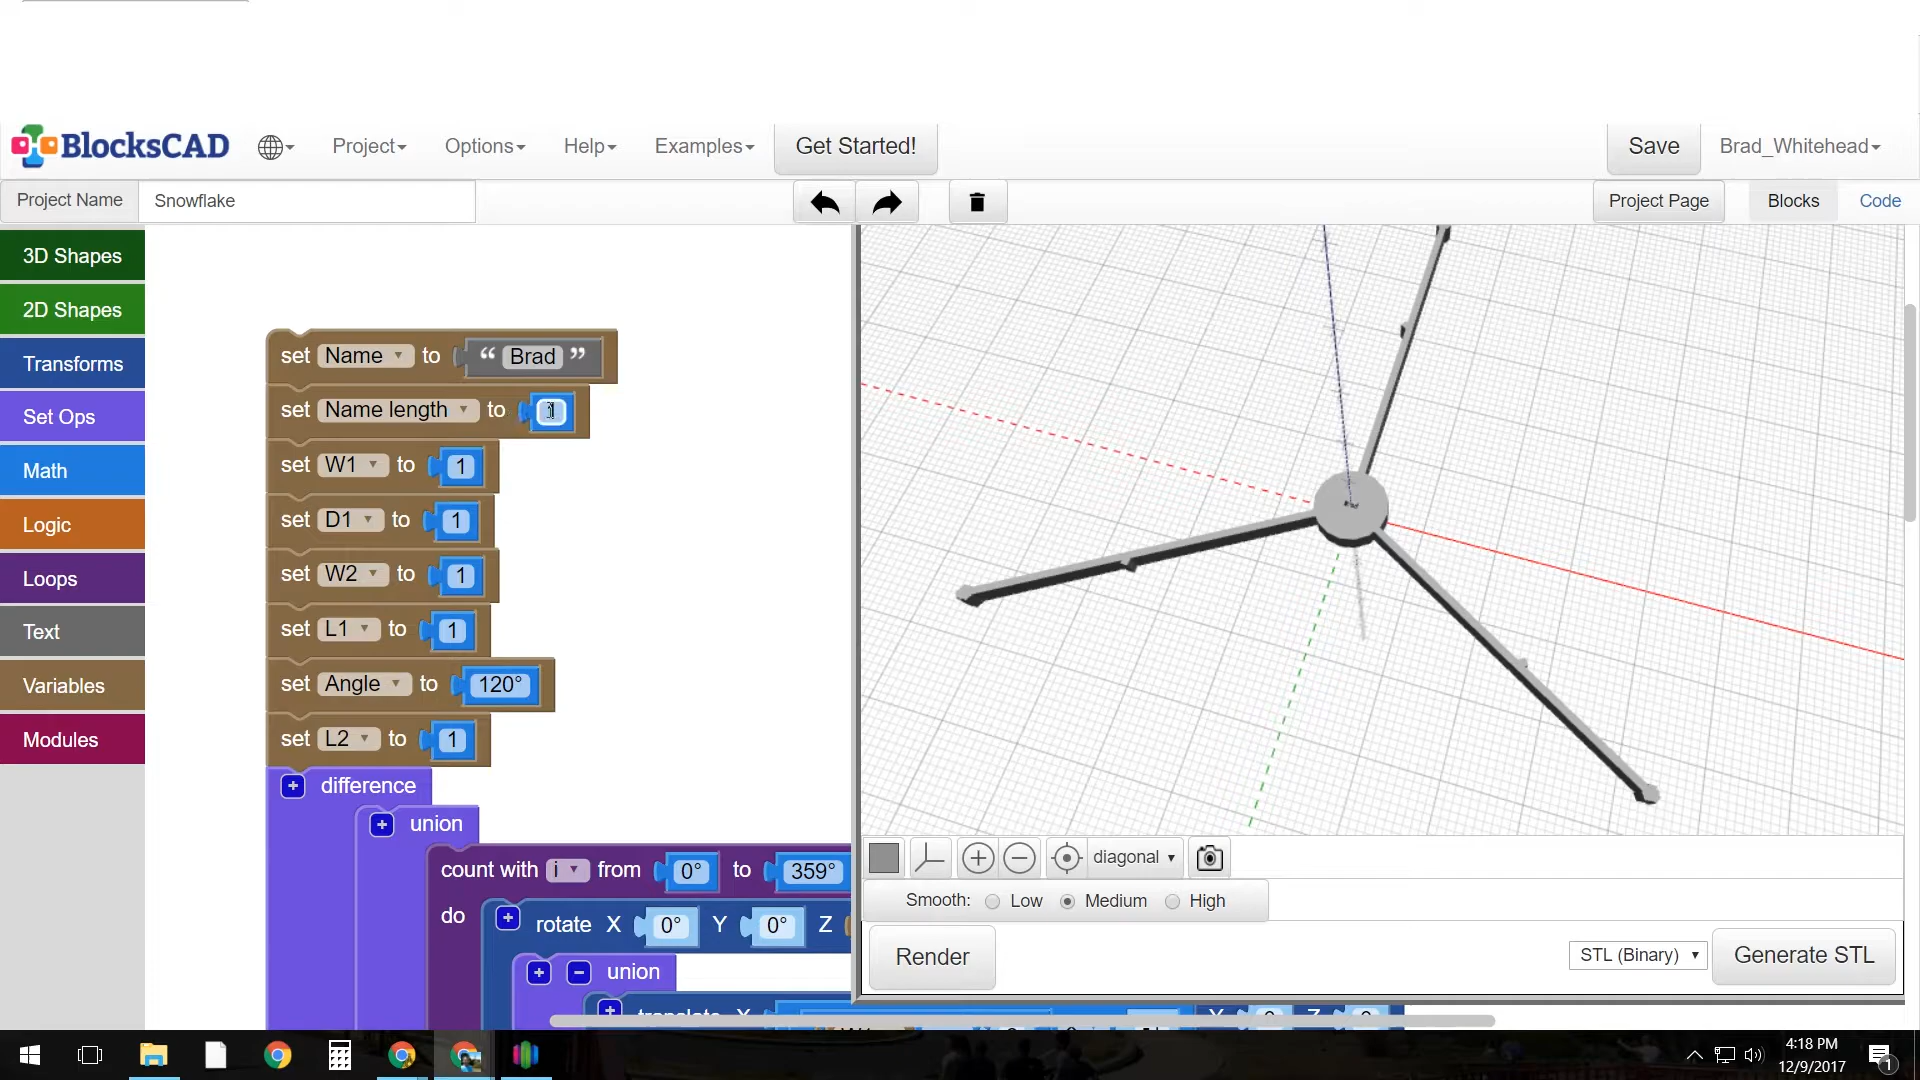 BlocksCAD Project Options Help Examples Get Started! Save Brad_Whitehead
Project Name Snowflake Project Page Blocks Code
3D Shapes
2D Shapes
Transforms
Set Ops
Math
Logic
Loops
Text
Variables
Modules
set Name to “ Brad ”
set Name length to 1
set W1 to 1
set D1 to 1
set W2 to 1
set L1 to 1
set Angle to 120°
set L2 to 1
+ difference
+ union
count with i from 0° to 359°
do + rotate X 0° Y 0° Z
+ - union
diagonal
Smooth: Low Medium High
Render STL (Binary) Generate STL
4:18 PM
12/9/2017
1